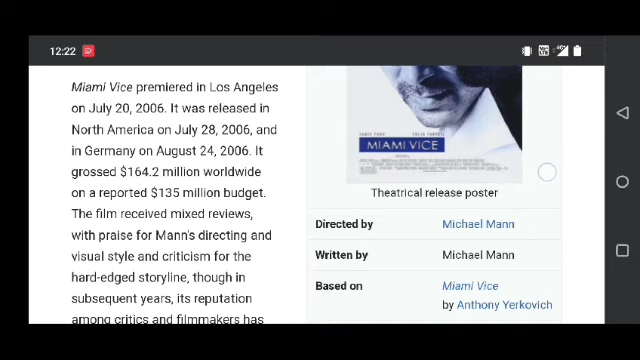 12:22
Miami Vice premiered in Los Angeles
on July 20, 2006. It was released in
North America on July 28, 2006, and
in Germany on August 24, 2006. It
grossed $164.2 million worldwide
on a reported $135 million budget.
The film received mixed reviews,
with praise for Mann's directing and
visual style and criticism for the
hard-edged storyline, though in
subsequent years, its reputation
among critics and filmmakers has
JAMIE FOXX COLIN FARRELL
MIAMI VICE
Theatrical release poster
Directed by Michael Mann
Written by Michael Mann
Based on Miami Vice
by Anthony Yerkovich